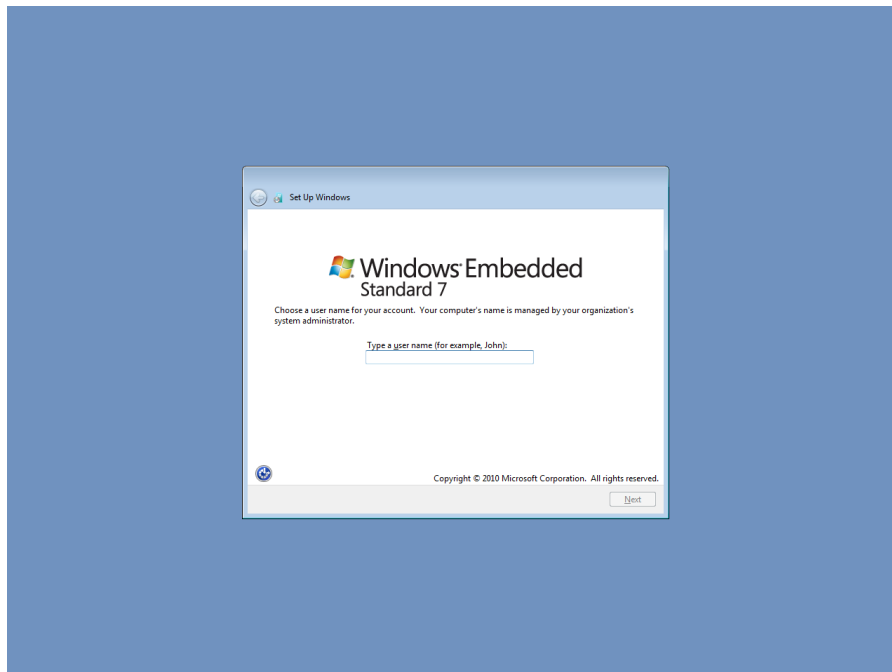 Set Up Windows
Windows® Embedded
Standard 7
Choose a user name for your account. Your computer's name is managed by your organization's
system administrator.
Type a user name (for example, John):
Copyright © 2010 Microsoft Corporation. All rights reserved.
Next